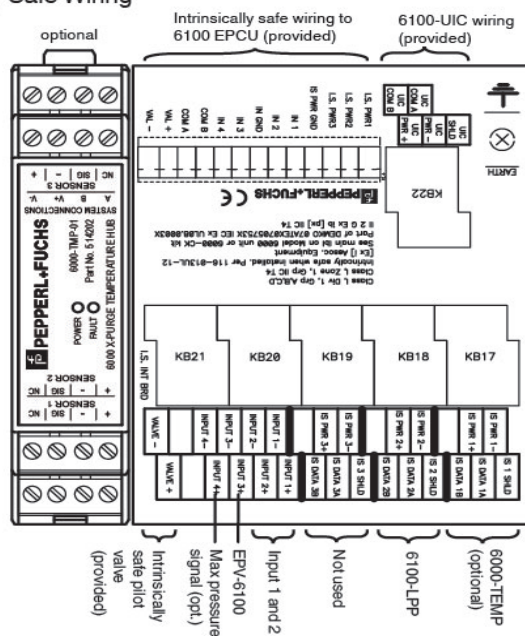 Safe Wiring
Intrinsically safe wiring to
6100 EPCU (provided)
6100-UIC wiring
(provided)
optional
V-
V+
B
A
SYSTEM CONNECTIONS
+
-
SIG
NC
SENSOR 3
6000 X-PURGE TEMPERATURE HUB
PEPPERL+FUCHS
6000-TMP-01
Part No. 514202
POWER
FAULT
SENSOR 2
NC
SIG
-
+
SENSOR 1
NC
SIG
-
+
VAL -
VAL +
COM A
COM B
IN 4
IN 3
IN GND
IN 2
IN 1
IS PWR GND
I.S. PWR3
I.S. PWR2
I.S. PWR1
UIC
COM B
UIC
PWR +
UIC
COM A
UIC
PWR -
UIC
SHLD
EARTH
KB22
PEPPERL+FUCHS
CE
II 2 G Ex ib [px] IIC T4
Part of DEMKO 07ATEX0705753X IEC EX UL08.0003X
See main lbl on Model 6000 unit or 6000-CK kit
[Ex i] Assoc. Equipment
Intrinsically safe when installed. Per 116-013UL-12
Class I, Zone 1, Grp IIC T4
Class I, Div 1, Grp A,B,C,D
I.S. INT BRD
KB21
KB20
KB19
KB18
KB17
VALVE -
INPUT 4-
INPUT 3-
INPUT 2-
INPUT 1-
IS PWR 3+
IS PWR 3-
IS PWR 2+
IS PWR 2-
IS PWR 1+
IS PWR 1-
VALVE +
INPUT 4+
INPUT 3+
INPUT 2+
INPUT 1+
IS DATA 3B
IS DATA 3A
IS 3 SHLD
IS DATA 2B
IS DATA 2A
IS 2 SHLD
IS DATA 1B
IS DATA 1A
IS 1 SHLD
Intrinsically
safe pilot
valve
(provided)
Max pressure
signal (opt.)
EPV-6100
Input 1 and 2
Not used
6100-LPP
6000-TEMP
(optional)